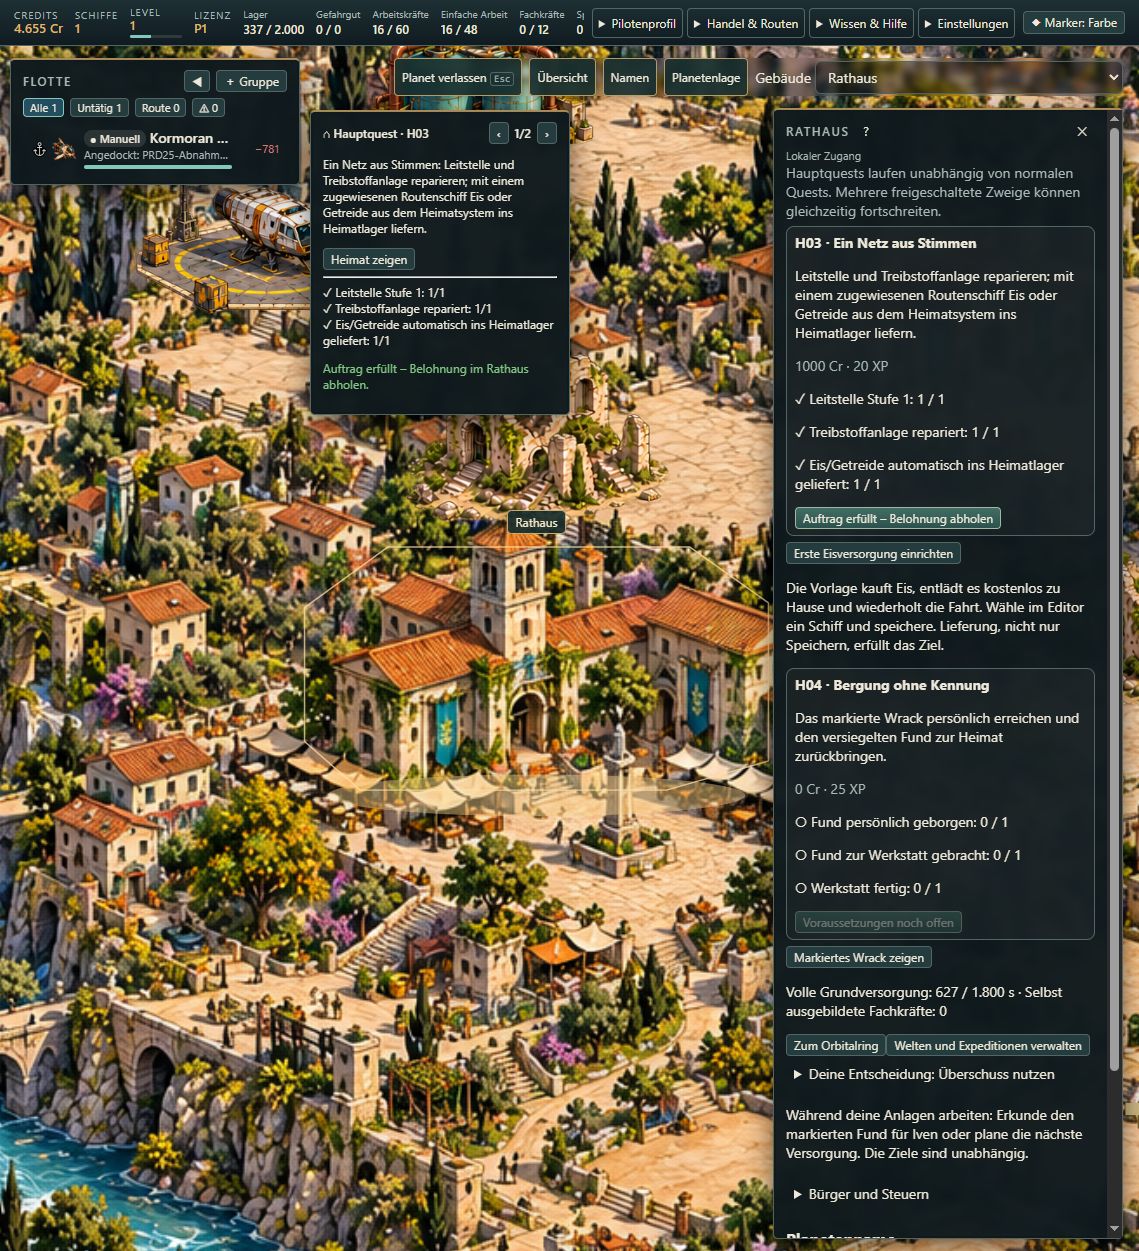 CREDITS
4.655 Cr
SCHIFFE
1
LEVEL
1
LIZENZ
P1
Lager
337 / 2.000
Gefahrgut
0 / 0
Arbeitskräfte
16 / 60
Einfache Arbeit
16 / 48
Fachkräfte
0 / 12
0
▶ Pilotenprofil
▶ Handel & Routen
▶ Wissen & Hilfe
▶ Einstellungen
◆ Marker: Farbe
FLOTTE
◀
+ Gruppe
Alle 1
Untätig 1
Route 0
⚠ 0
● Manuell Kormoran ...
Angedockt: PRD25-Abnahm...
−781
Planet verlassen Esc
Übersicht
Namen
Planetenlage
Gebäude
Rathaus
⌂ Hauptquest · H03
‹ 1/2 ›
Ein Netz aus Stimmen: Leitstelle und
Treibstoffanlage reparieren; mit einem
zugewiesenen Routenschiff Eis oder
Getreide aus dem Heimatsystem ins
Heimatlager liefern.
Heimat zeigen
✓ Leitstelle Stufe 1: 1/1
✓ Treibstoffanlage repariert: 1/1
✓ Eis/Getreide automatisch ins Heimatlager
geliefert: 1/1
Auftrag erfüllt – Belohnung im Rathaus
abholen.
Rathaus
RATHAUS ?
×
Lokaler Zugang
Hauptquests laufen unabhängig von normalen
Quests. Mehrere freigeschaltete Zweige können
gleichzeitig fortschreiten.
H03 · Ein Netz aus Stimmen
Leitstelle und Treibstoffanlage reparieren; mit
einem zugewiesenen Routenschiff Eis oder
Getreide aus dem Heimatsystem ins
Heimatlager liefern.
1000 Cr · 20 XP
✓ Leitstelle Stufe 1: 1 / 1
✓ Treibstoffanlage repariert: 1 / 1
✓ Eis/Getreide automatisch ins Heimatlager
geliefert: 1 / 1
Auftrag erfüllt – Belohnung abholen
Erste Eisversorgung einrichten
Die Vorlage kauft Eis, entlädt es kostenlos zu
Hause und wiederholt die Fahrt. Wähle im Editor
ein Schiff und speichere. Lieferung, nicht nur
Speichern, erfüllt das Ziel.
H04 · Bergung ohne Kennung
Das markierte Wrack persönlich erreichen und
den versiegelten Fund zur Heimat
zurückbringen.
0 Cr · 25 XP
○ Fund persönlich geborgen: 0 / 1
○ Fund zur Werkstatt gebracht: 0 / 1
○ Werkstatt fertig: 0 / 1
Voraussetzungen noch offen
Markiertes Wrack zeigen
Volle Grundversorgung: 627 / 1.800 s · Selbst
ausgebildete Fachkräfte: 0
Zum Orbitalring
Welten und Expeditionen verwalten
▶ Deine Entscheidung: Überschuss nutzen
Während deine Anlagen arbeiten: Erkunde den
markierten Fund für Iven oder plane die nächste
Versorgung. Die Ziele sind unabhängig.
▶ Bürger und Steuern